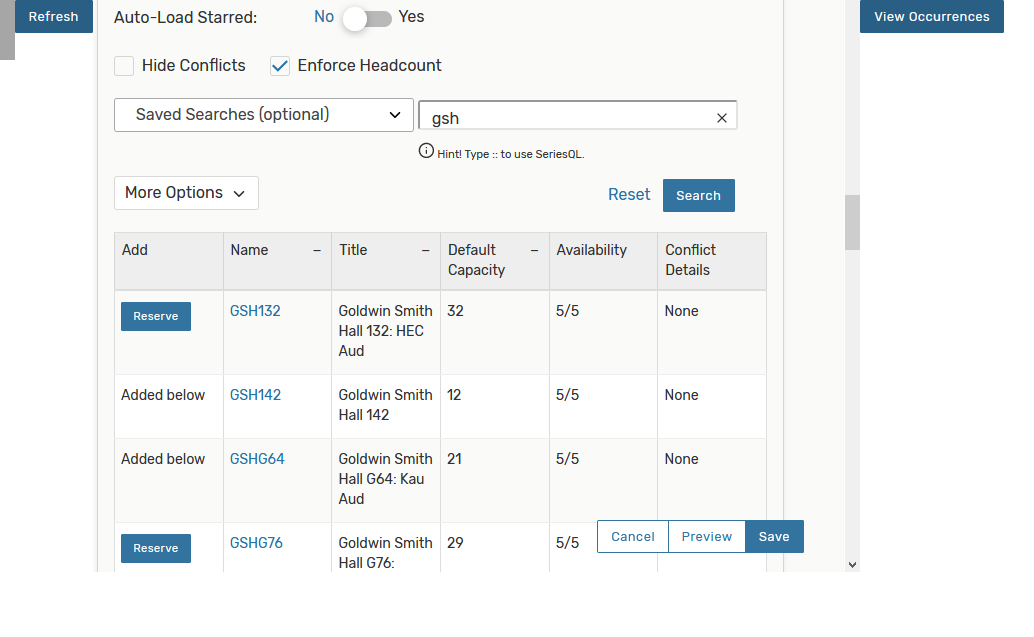 Refresh
Auto-Load Starred: No Yes
View Occurrences
Hide Conflicts Enforce Headcount
Saved Searches (optional) gsh
Hint! Type :: to use SeriesQL.
More Options Reset Search
Add Name – Title – Default – Availability Conflict
Capacity Details
Reserve GSH132 Goldwin Smith 32 5/5 None
Hall 132: HEC
Aud
Added below GSH142 Goldwin Smith 12 5/5 None
Hall 142
Added below GSHG64 Goldwin Smith 21 5/5 None
Hall G64: Kau
Aud
Reserve GSHG76 Goldwin Smith 29 5/5
Hall G76:
Cancel Preview Save